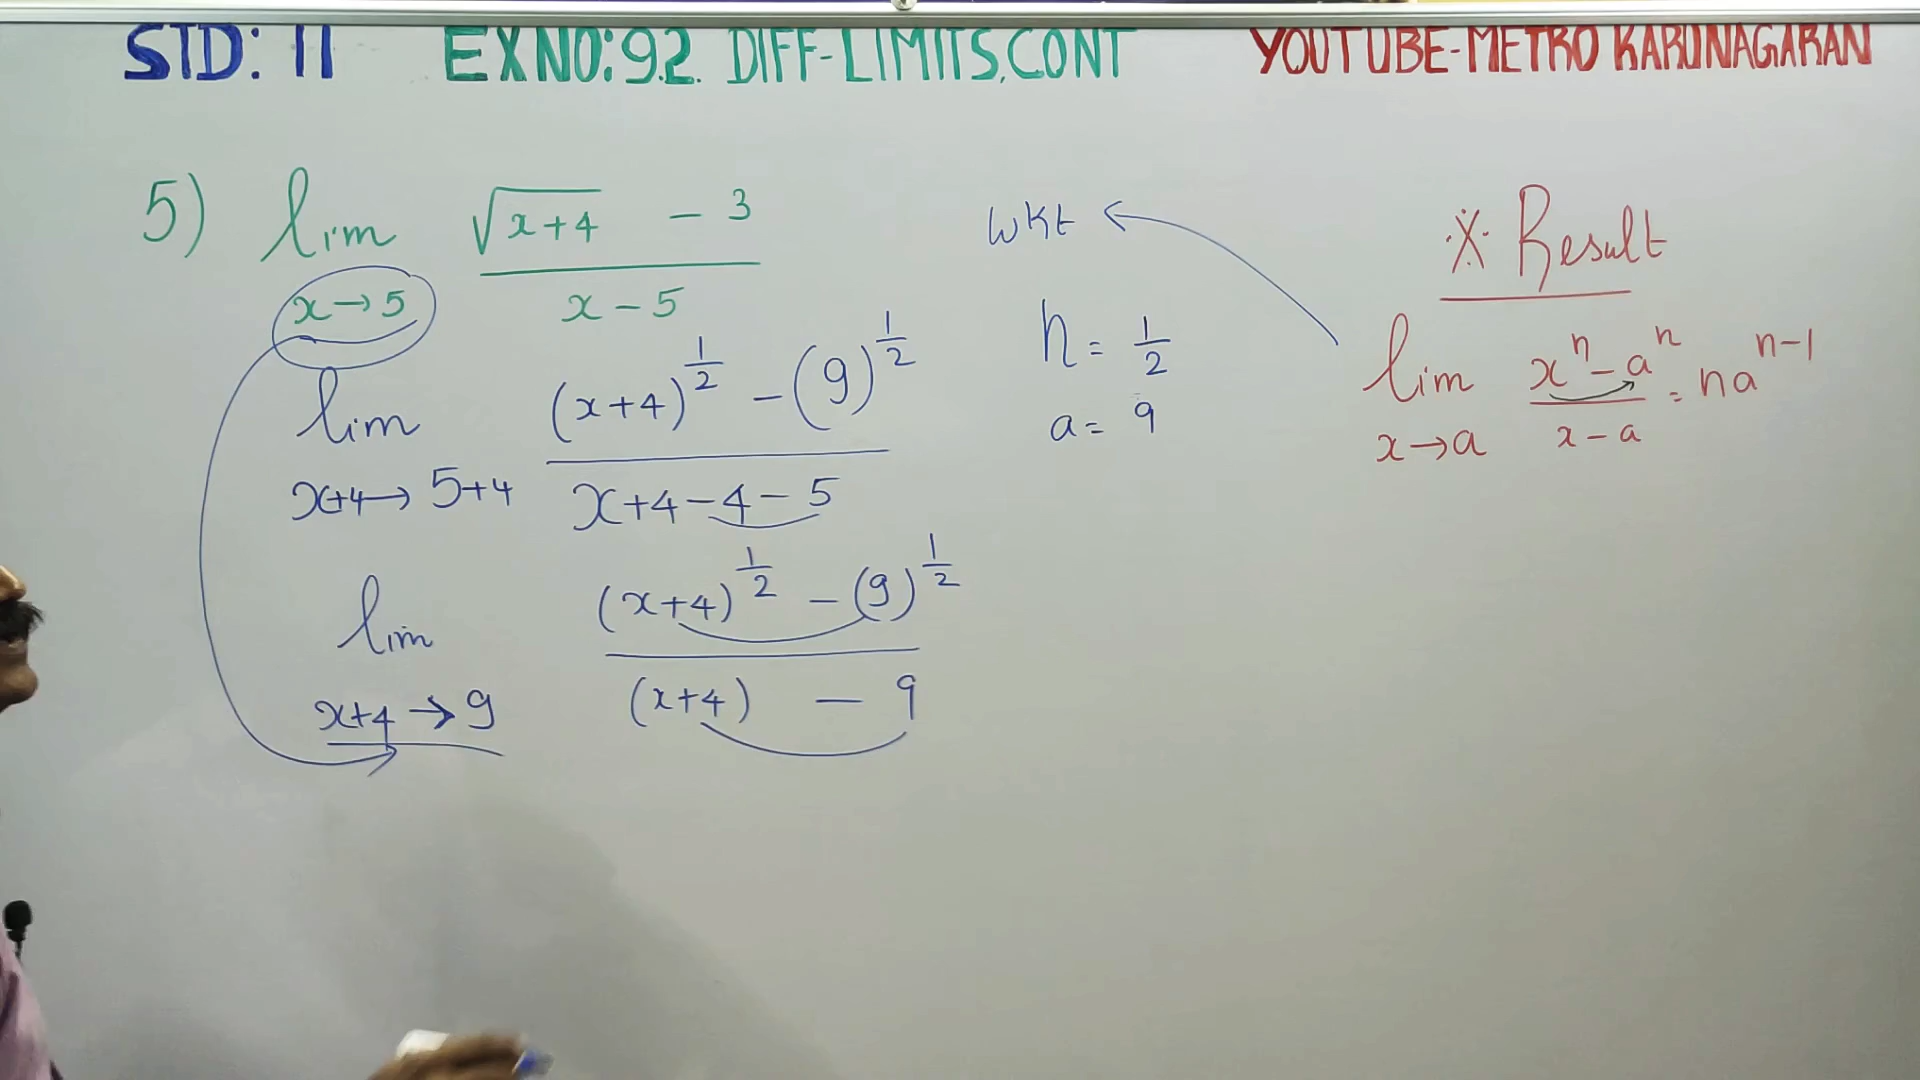 STD: 11 EX NO: 9.2. DIFF-LIMITS, CONT YOUTUBE-METRO KARUNAGARAN
5) lim x→5 (√(x+4) - 3) / (x - 5)
lim x+4→5+4 ((x+4)^(1/2) - (9)^(1/2)) / (x+4-4-5)
lim x+4→9 ((x+4)^(1/2) - (9)^(1/2)) / ((x+4) - 9)
WKt
n = 1/2
a = 9
※ Result
lim x→a (x^n - a^n) / (x - a) = na^(n-1)